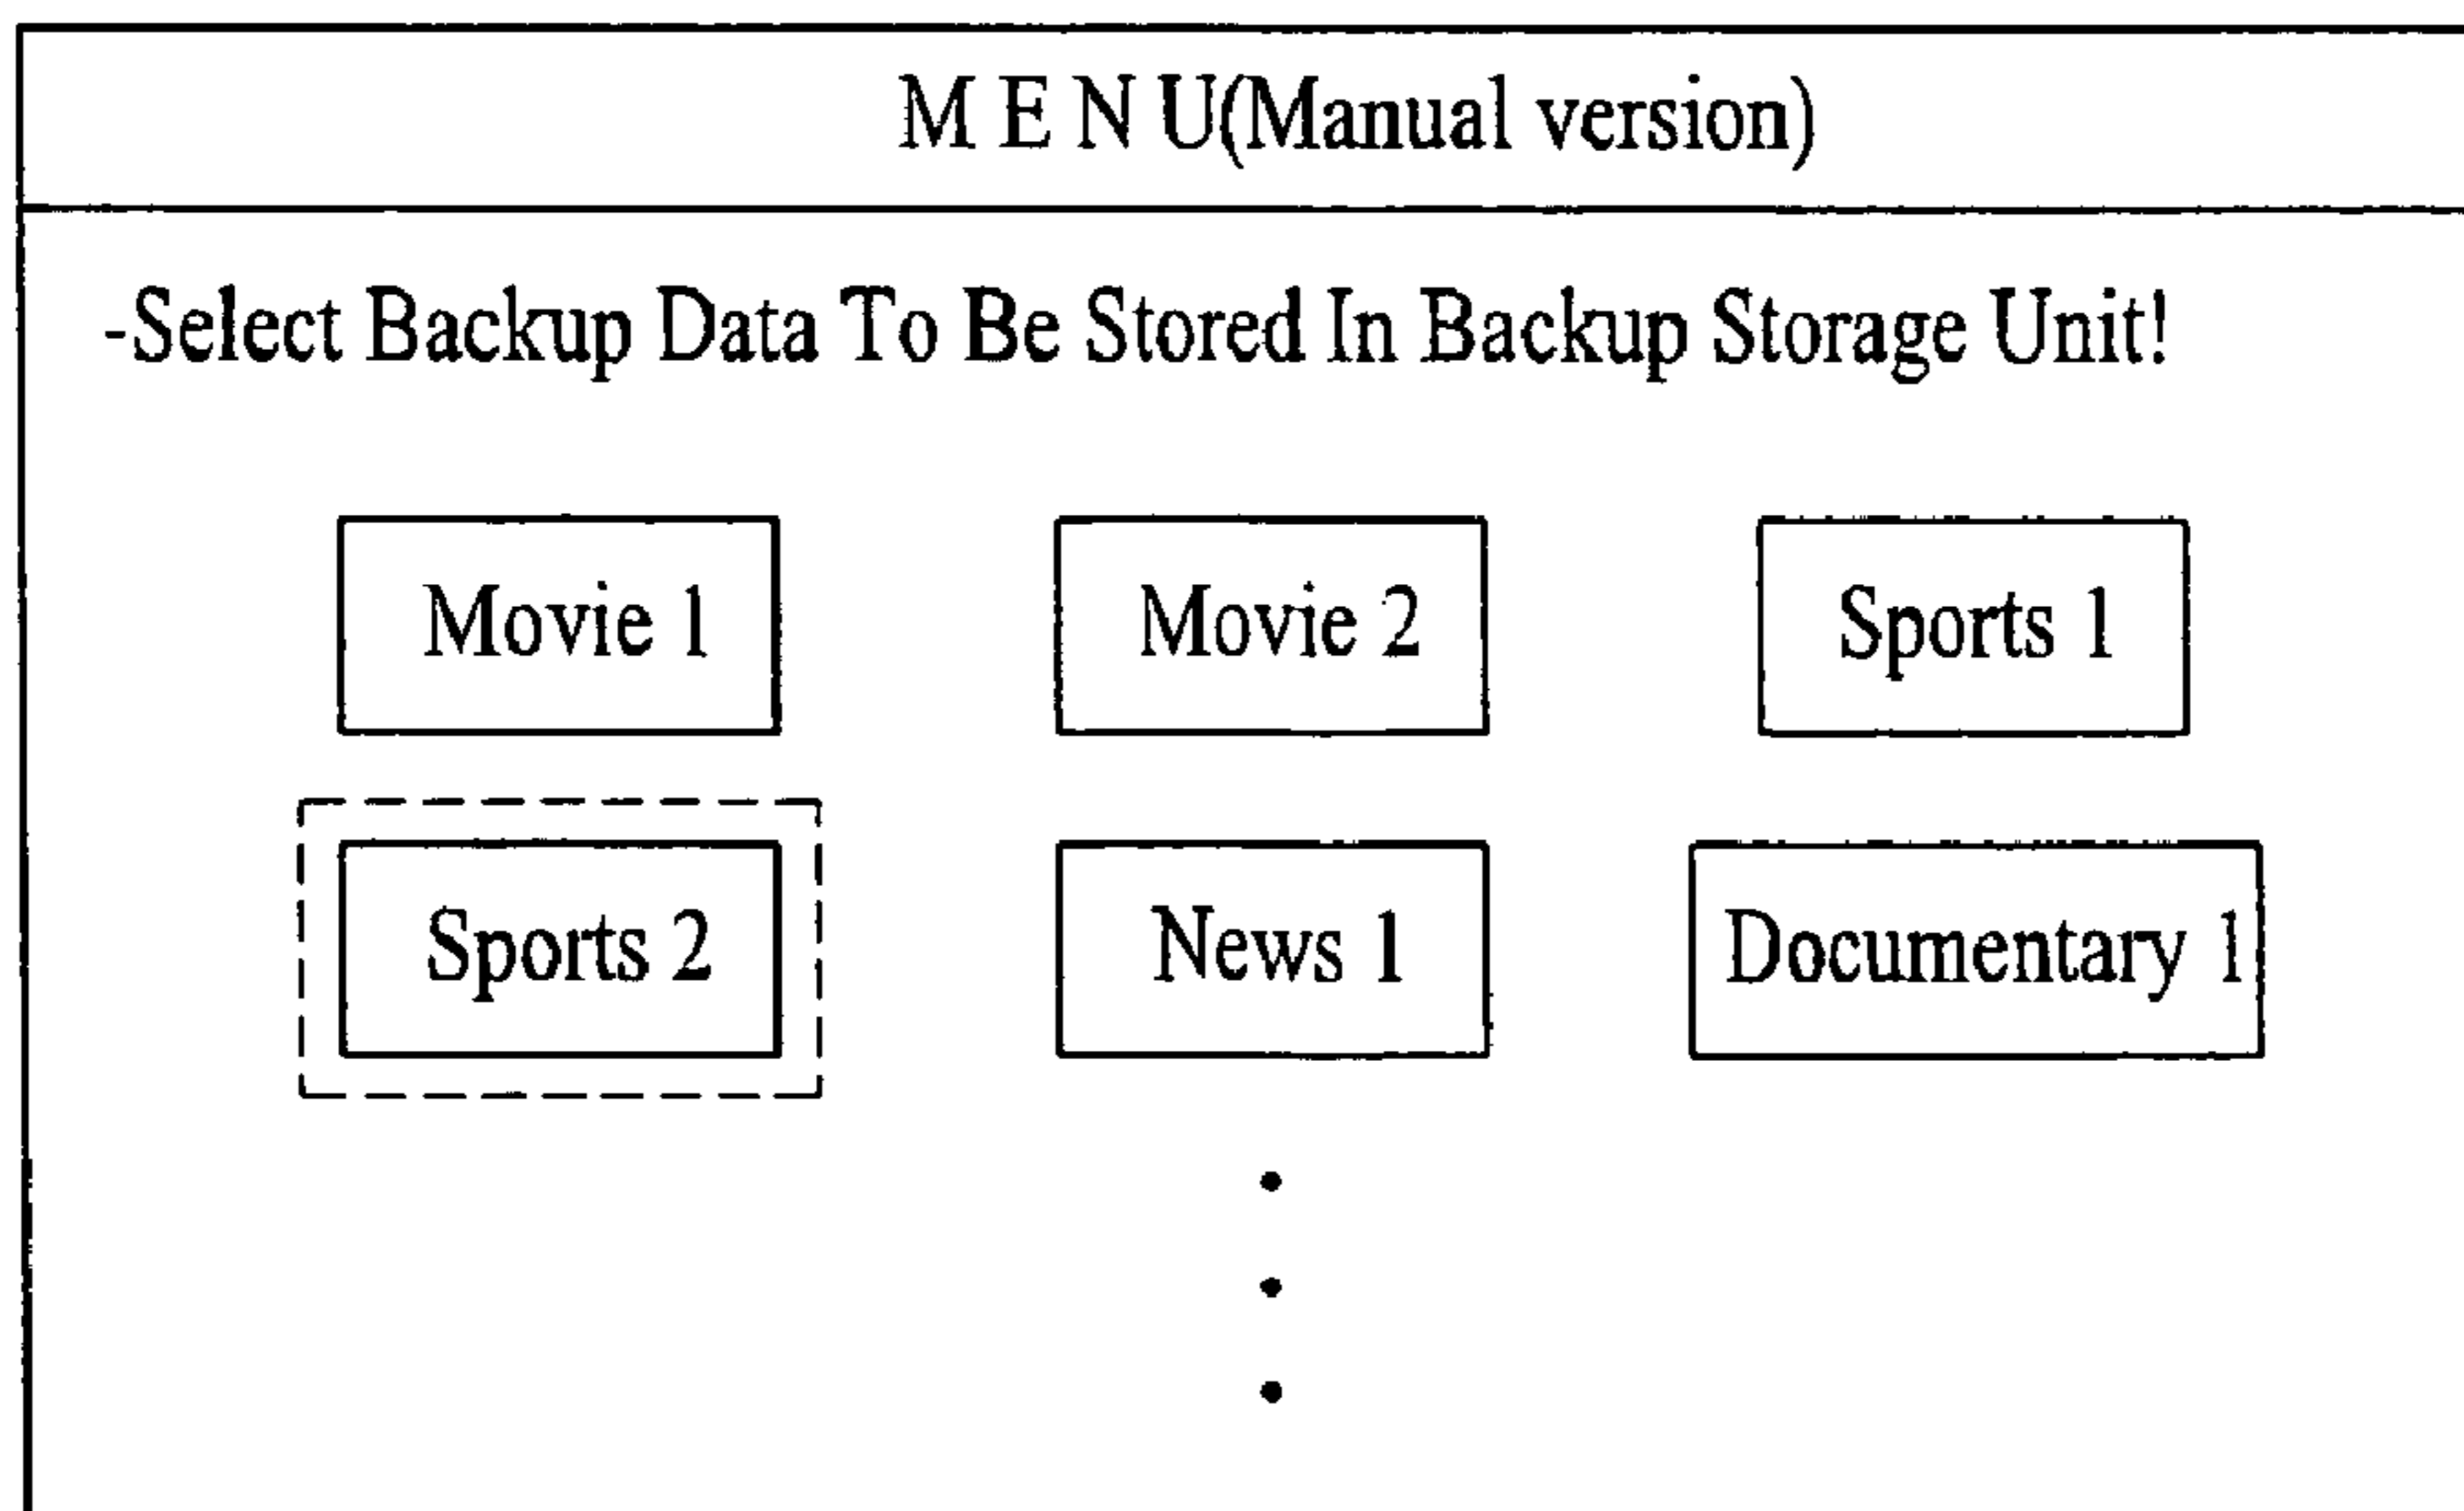 M E N U(Manual version)
-Select Backup Data To Be Stored In Backup Storage Unit!
Movie 1 Movie 2 Sports 1
Sports 2 News 1 Documentary 1